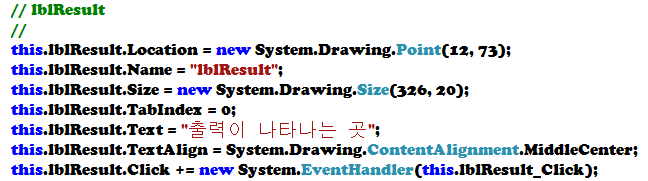 // lblResult
//
this.lblResult.Location = new System.Drawing.Point(12, 73);
this.lblResult.Name = "lblResult";
this.lblResult.Size = new System.Drawing.Size(326, 20);
this.lblResult.TabIndex = 0;
this.lblResult.Text = "출력이 나타나는 곳";
this.lblResult.TextAlign = System.Drawing.ContentAlignment.MiddleCenter;
this.lblResult.Click += new System.EventHandler(this.lblResult_Click);